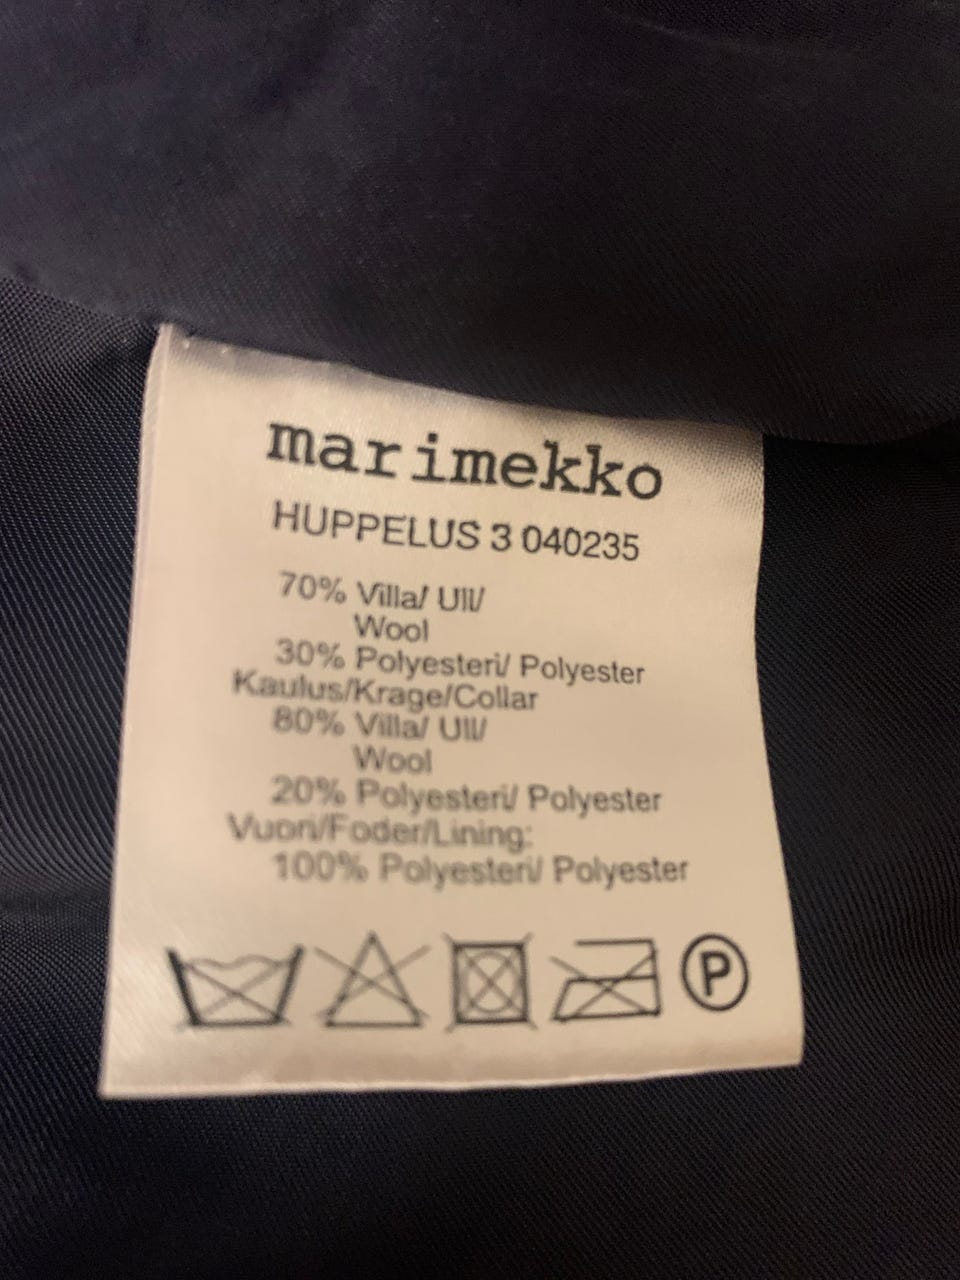 marimekko
HUPPELUS 3 040235
70% Villa/ Ull/
Wool
30% Polyesteri/ Polyester
Kaulus/Krage/Collar
80% Villa/ Ull/
Wool
20% Polyesteri/ Polyester
Vuori/Foder/Lining:
100% Polyesteri/ Polyester
P